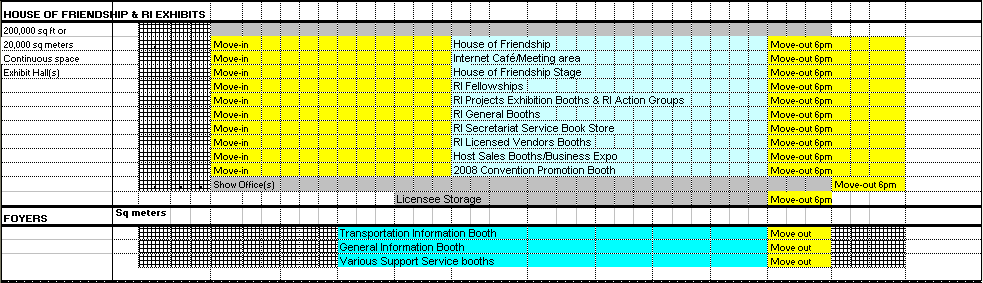 HOUSE OF FRIENDSHIP & RI EXHIBITS
200,000 sq ft or
20,000 sq meters Move-in House of Friendship Move-out 6pm
Continuous space Move-in Internet Café/Meeting area Move-out 6pm
Exhibit Hall(s) Move-in House of Friendship Stage Move-out 6pm
Move-in RI Fellowships Move-out 6pm
Move-in RI Projects Exhibition Booths & RI Action Groups Move-out 6pm
Move-in RI General Booths Move-out 6pm
Move-in RI Secretariat Service Book Store Move-out 6pm
Move-in RI Licensed Vendors Booths Move-out 6pm
Move-in Host Sales Booths/Business Expo Move-out 6pm
Move-in 2008 Convention Promotion Booth Move-out 6pm
Show Office(s) Move-out 6pm
Licensee Storage Move-out 6pm
FOYERS Sq meters
Transportation Information Booth Move out
General Information Booth Move out
Various Support Service booths Move out